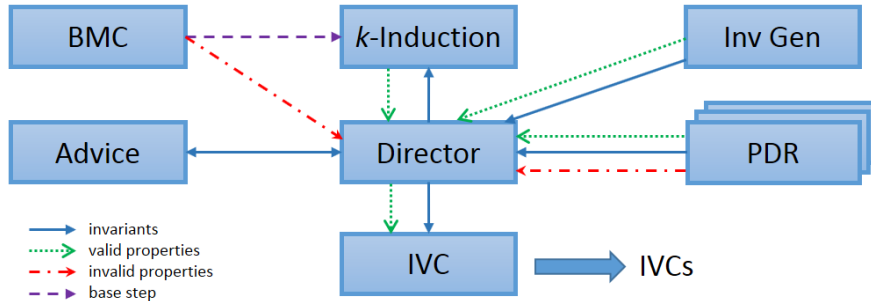 BMC
k-Induction
Inv Gen
Advice
Director
PDR
invariants
valid properties
invalid properties
base step
IVC
IVCs